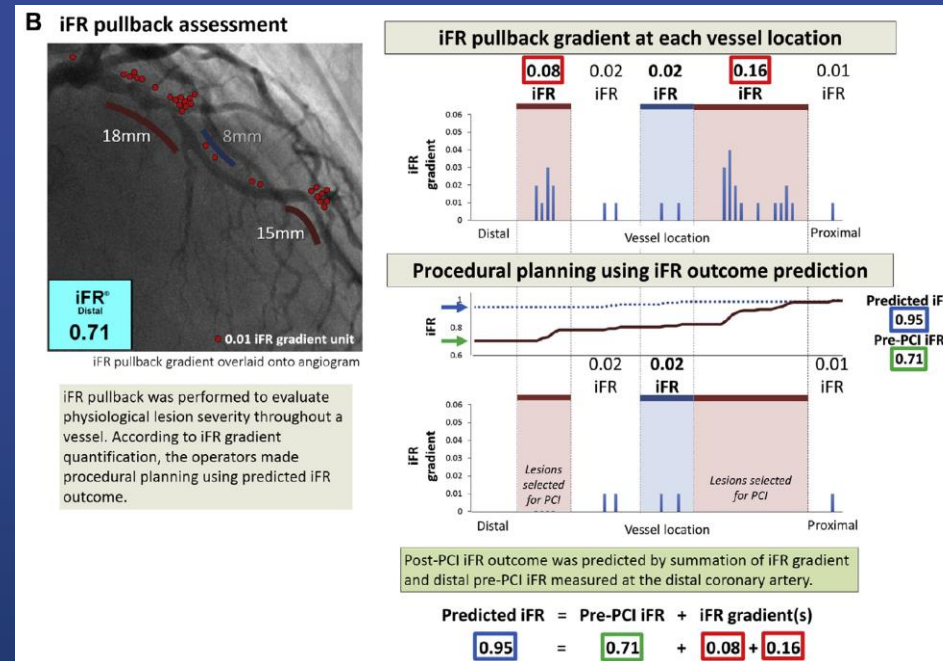 B iFR pullback assessment
18mm
8mm
15mm
iFR®
Distal
0.71
0.01 iFR gradient unit
iFR pullback gradient overlaid onto angiogram
iFR pullback was performed to evaluate
physiological lesion severity throughout a
vessel. According to iFR gradient
quantification, the operators made
procedural planning using predicted iFR
outcome.
iFR pullback gradient at each vessel location
0.08 0.02 0.02 0.16 0.01
iFR iFR iFR iFR iFR
iFR
gradient
0.06
0.05
0.04
0.03
0.02
0.01
0
Distal Vessel location Proximal
Procedural planning using iFR outcome prediction
iFR
1
0.8
0.6
Predicted iF
0.95
Pre-PCI iFR
0.71
0.02 0.02 0.01
iFR iFR iFR
iFR
gradient
0.06
0.05
0.04
0.03
0.02
0.01
0
Lesions
selected
for PCI
Lesions selected
for PCI
Distal Vessel location Proximal
Post-PCI iFR outcome was predicted by summation of iFR gradient
and distal pre-PCI iFR measured at the distal coronary artery.
Predicted iFR = Pre-PCI iFR + iFR gradient(s)
0.95 = 0.71 + 0.08 + 0.16